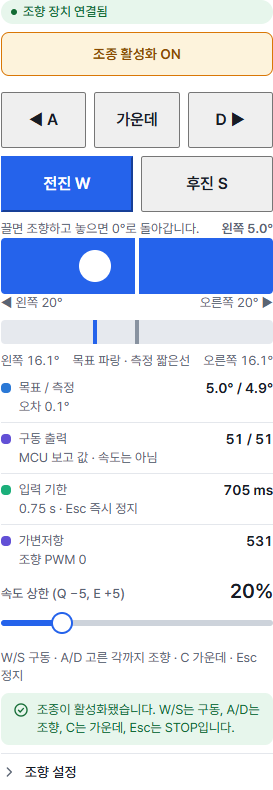 조향 장치 연결됨
조종 활성화 ON
◀ A 가운데 D ▶
전진 W 후진 S
끌면 조향하고 놓으면 0°로 돌아갑니다. 왼쪽 5.0°
◀ 왼쪽 20° 오른쪽 20° ▶
왼쪽 16.1° 목표 파랑 · 측정 짧은선 오른쪽 16.1°
목표 / 측정 5.0° / 4.9°
오차 0.1°
구동 출력 51 / 51
MCU 보고 값 · 속도는 아님
입력 기한 705 ms
0.75 s · Esc 즉시 정지
가변저항 531
조향 PWM 0
속도 상한 (Q −5, E +5) 20%
W/S 구동 · A/D 고른 각까지 조향 · C 가운데 · Esc
정지
조종이 활성화됐습니다. W/S는 구동, A/D는
조향, C는 가운데, Esc는 STOP입니다.
조향 설정